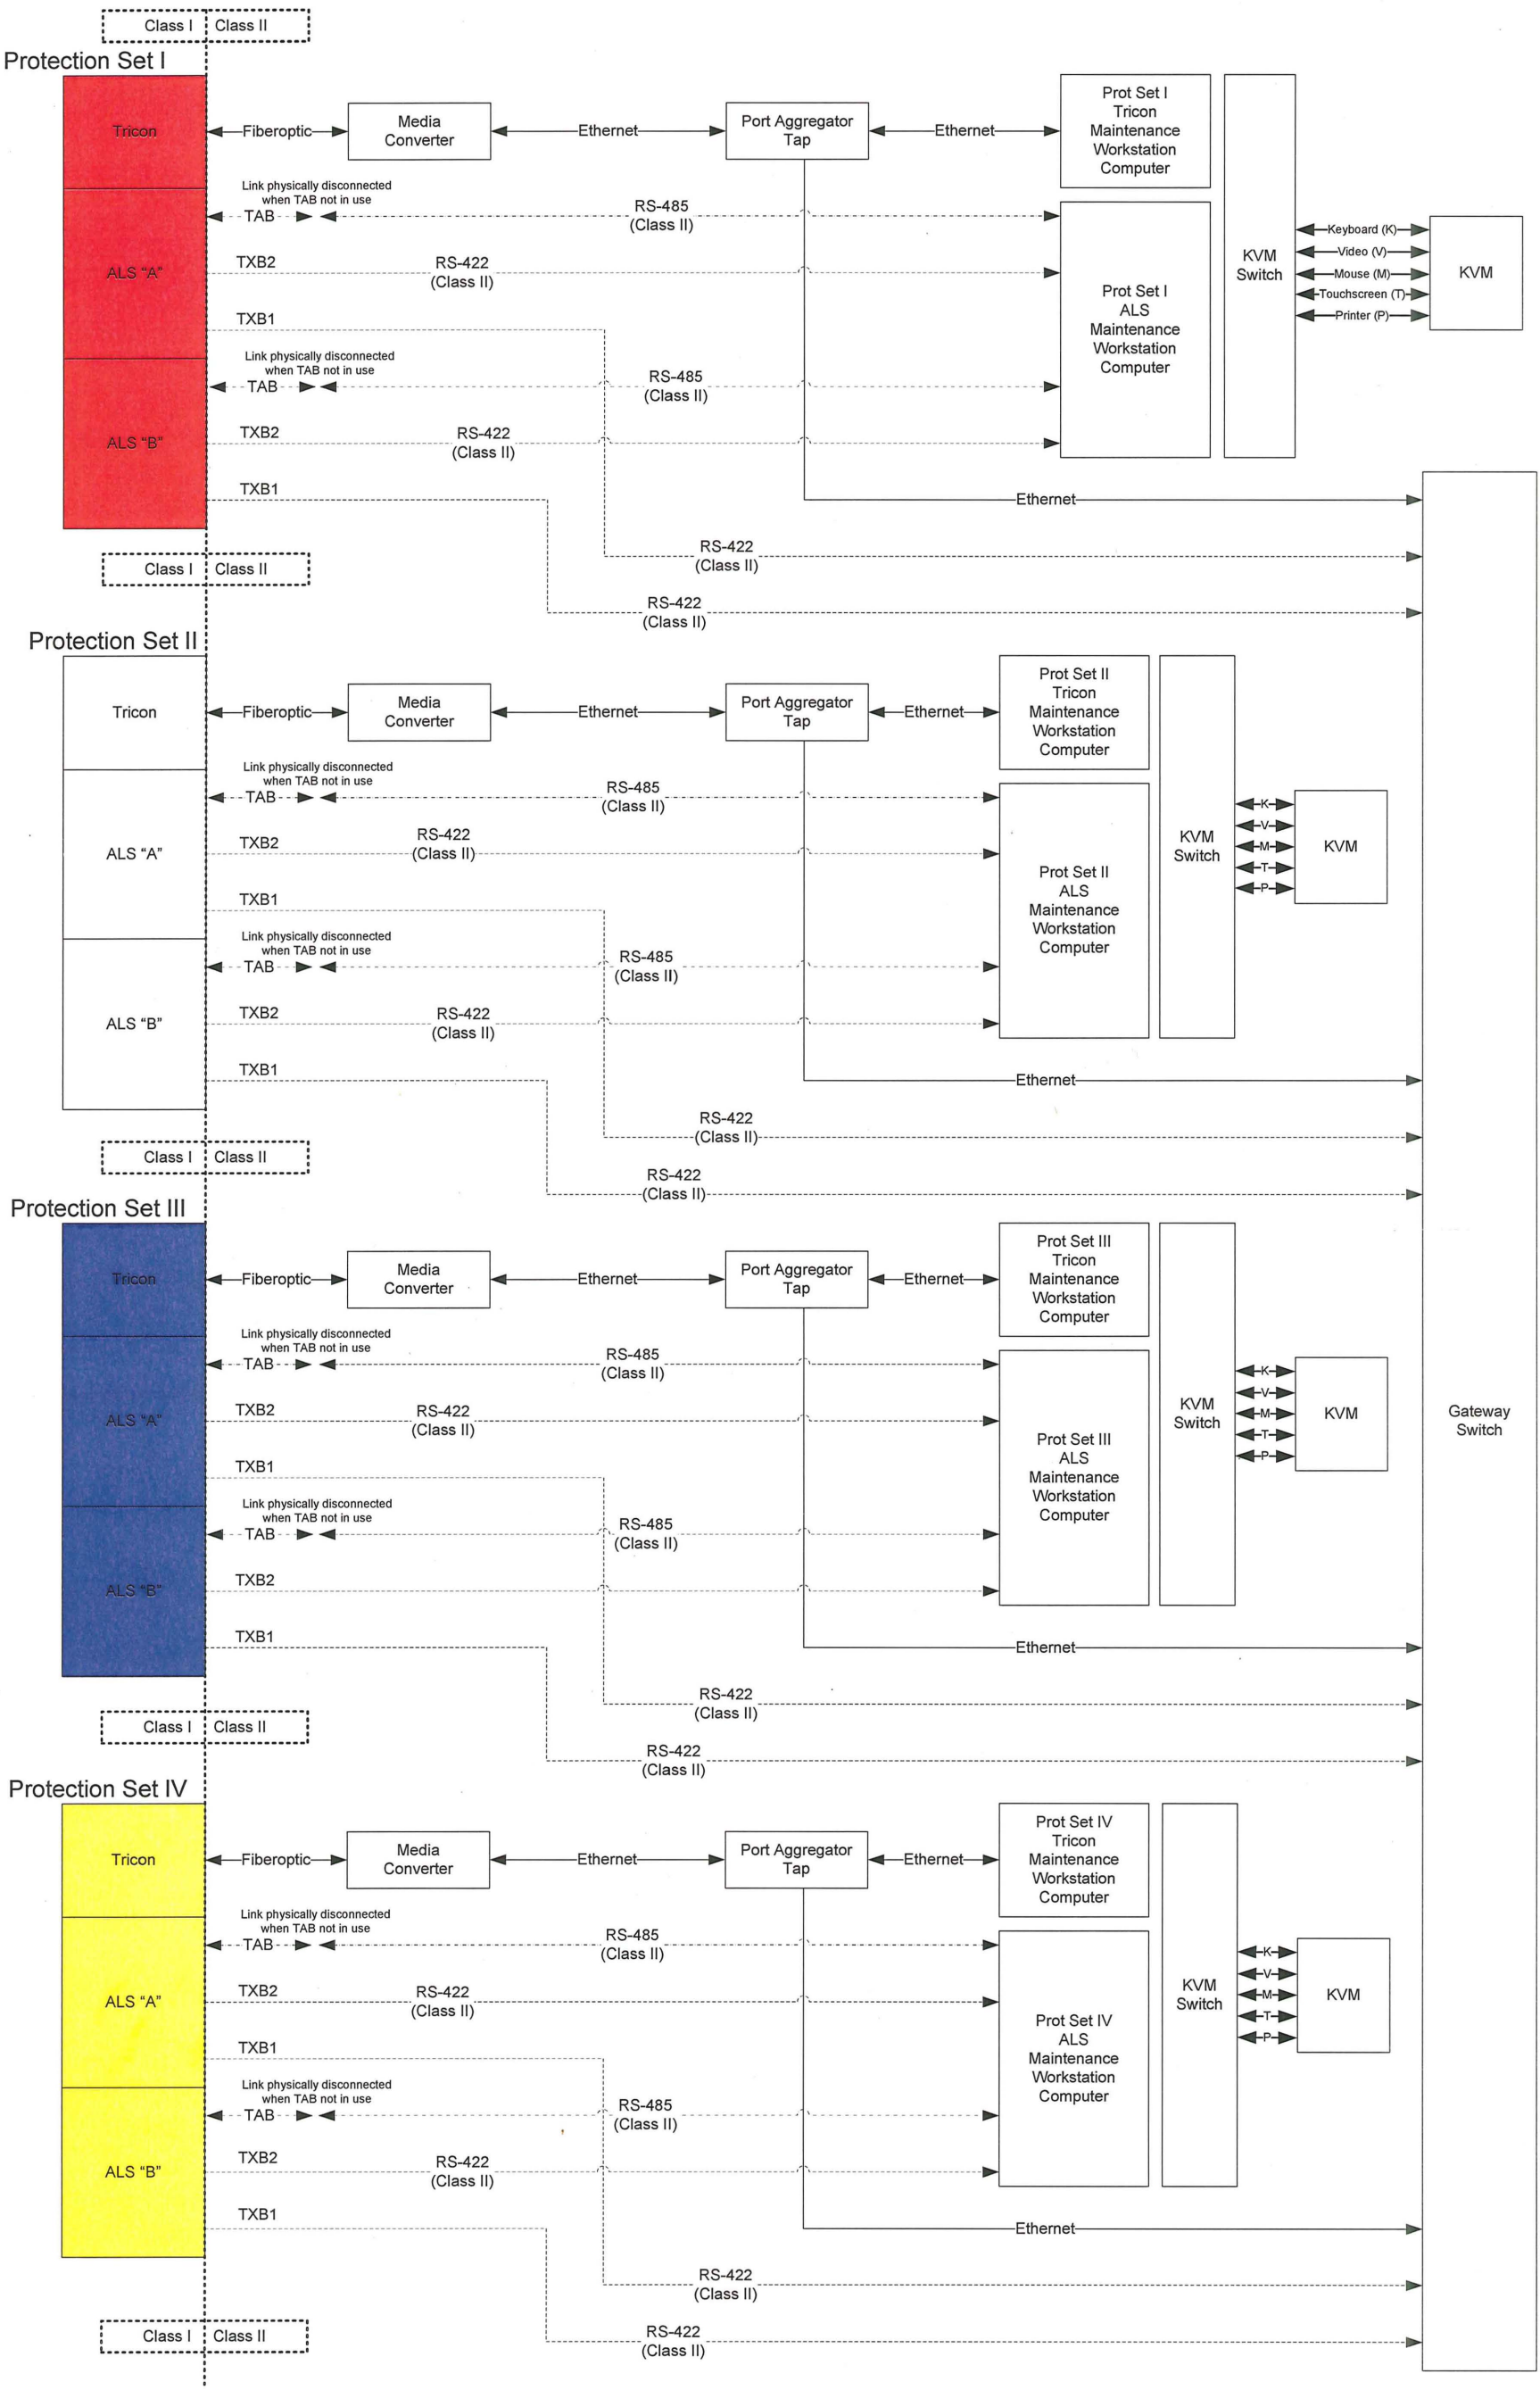 Class I Class II
Protection Set I
Tricon
Fiberoptic
Media
Converter
Ethernet
Port Aggregator
Tap
Ethernet
Prot Set I
Tricon
Maintenance
Workstation
Computer
Link physically disconnected
when TAB not in use
TAB
RS-485
(Class II)
ALS “A”
TXB2
RS-422
(Class II)
TXB1
Prot Set I
ALS
Maintenance
Workstation
Computer
KVM
Switch
Keyboard (K)
Video (V)
Mouse (M)
Touchscreen (T)
Printer (P)
KVM
Link physically disconnected
when TAB not in use
TAB
RS-485
(Class II)
ALS “B”
TXB2
RS-422
(Class II)
TXB1
Ethernet
RS-422
(Class II)
Class I Class II
RS-422
(Class II)
Protection Set II
Tricon
Fiberoptic
Media
Converter
Ethernet
Port Aggregator
Tap
Ethernet
Prot Set II
Tricon
Maintenance
Workstation
Computer
Link physically disconnected
when TAB not in use
TAB
RS-485
(Class II)
ALS “A”
TXB2
RS-422
(Class II)
TXB1
Prot Set II
ALS
Maintenance
Workstation
Computer
KVM
Switch
K
V
M
T
P
KVM
Link physically disconnected
when TAB not in use
TAB
RS-485
(Class II)
ALS “B”
TXB2
RS-422
(Class II)
TXB1
Ethernet
RS-422
(Class II)
Class I Class II
RS-422
(Class II)
Protection Set III
Tricon
Fiberoptic
Media
Converter
Ethernet
Port Aggregator
Tap
Ethernet
Prot Set III
Tricon
Maintenance
Workstation
Computer
Link physically disconnected
when TAB not in use
TAB
RS-485
(Class II)
ALS “A”
TXB2
RS-422
(Class II)
TXB1
Prot Set III
ALS
Maintenance
Workstation
Computer
KVM
Switch
K
V
M
T
P
KVM
Gateway
Switch
Link physically disconnected
when TAB not in use
TAB
RS-485
(Class II)
ALS “B”
TXB2
TXB1
Ethernet
RS-422
(Class II)
Class I Class II
RS-422
(Class II)
Protection Set IV
Tricon
Fiberoptic
Media
Converter
Ethernet
Port Aggregator
Tap
Ethernet
Prot Set IV
Tricon
Maintenance
Workstation
Computer
Link physically disconnected
when TAB not in use
TAB
RS-485
(Class II)
ALS “A”
TXB2
RS-422
(Class II)
TXB1
Prot Set IV
ALS
Maintenance
Workstation
Computer
KVM
Switch
K
V
M
T
P
KVM
Link physically disconnected
when TAB not in use
TAB
RS-485
(Class II)
ALS “B”
TXB2
RS-422
(Class II)
TXB1
Ethernet
RS-422
(Class II)
Class I Class II
RS-422
(Class II)